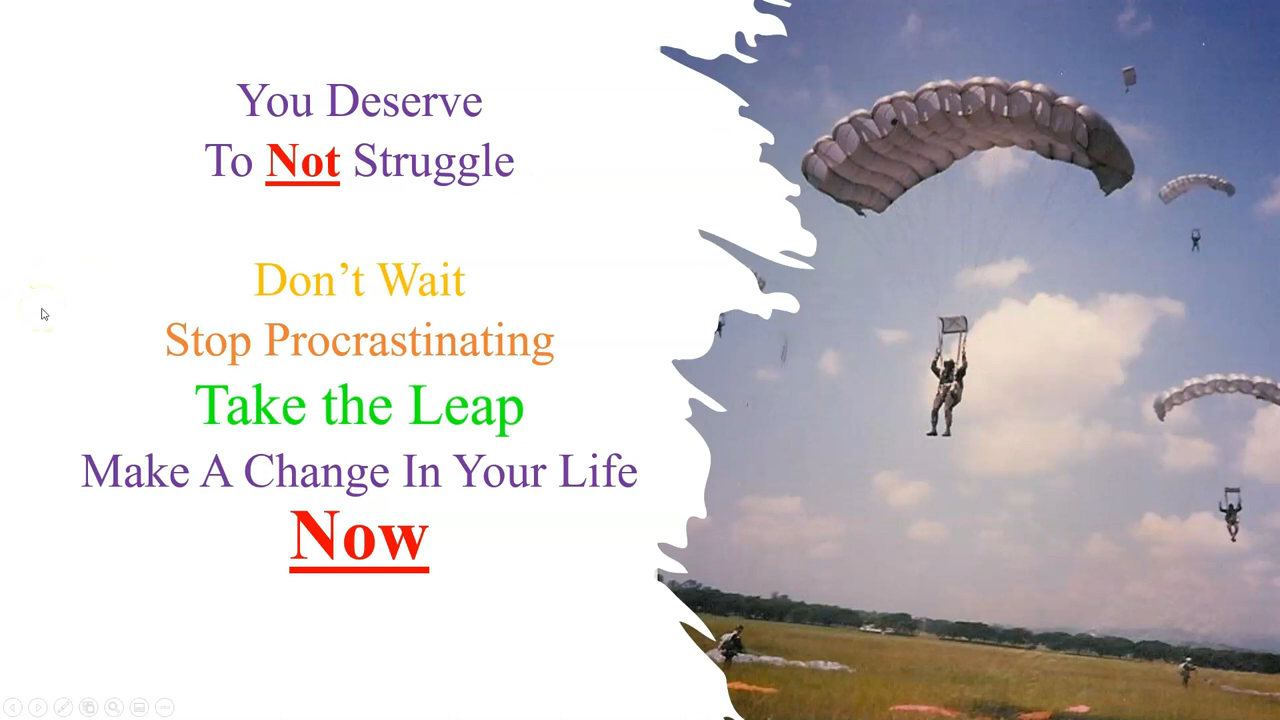 You Deserve
To Not Struggle
Don’t Wait
Stop Procrastinating
Take the Leap
Make A Change In Your Life
Now